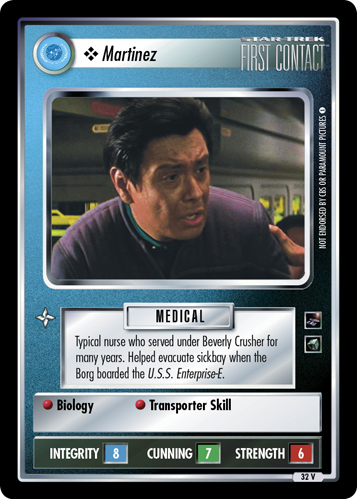 ❖ Martinez
STAR TREK
FIRST CONTACT™
NOT ENDORSED BY CBS OR PARAMOUNT PICTURES
MEDICAL
Typical nurse who served under Beverly Crusher for
many years. Helped evacuate sickbay when the
Borg boarded the U.S.S. Enterprise-E.
Biology
Transporter Skill
INTEGRITY 8 CUNNING 7 STRENGTH 6
32 V